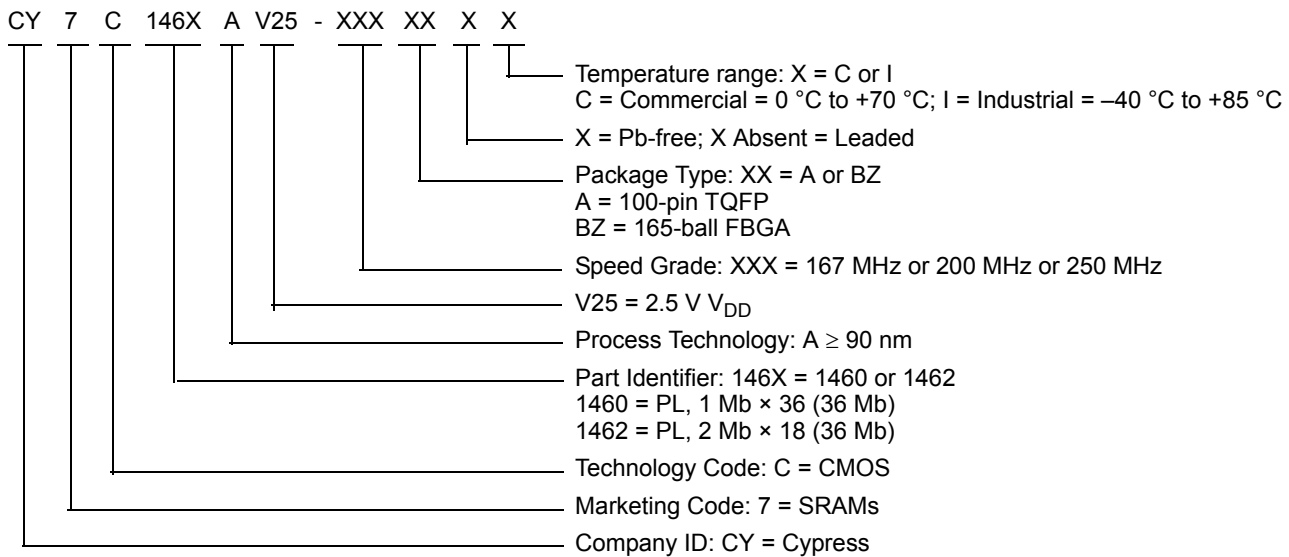 CY 7 C 146X A V25 - XXX XX X X
Temperature range: X = C or I
C = Commercial = 0 °C to +70 °C; I = Industrial = –40 °C to +85 °C
X = Pb-free; X Absent = Leaded
Package Type: XX = A or BZ
A = 100-pin TQFP
BZ = 165-ball FBGA
Speed Grade: XXX = 167 MHz or 200 MHz or 250 MHz
V25 = 2.5 V VDD
Process Technology: A ≥ 90 nm
Part Identifier: 146X = 1460 or 1462
1460 = PL, 1 Mb × 36 (36 Mb)
1462 = PL, 2 Mb × 18 (36 Mb)
Technology Code: C = CMOS
Marketing Code: 7 = SRAMs
Company ID: CY = Cypress